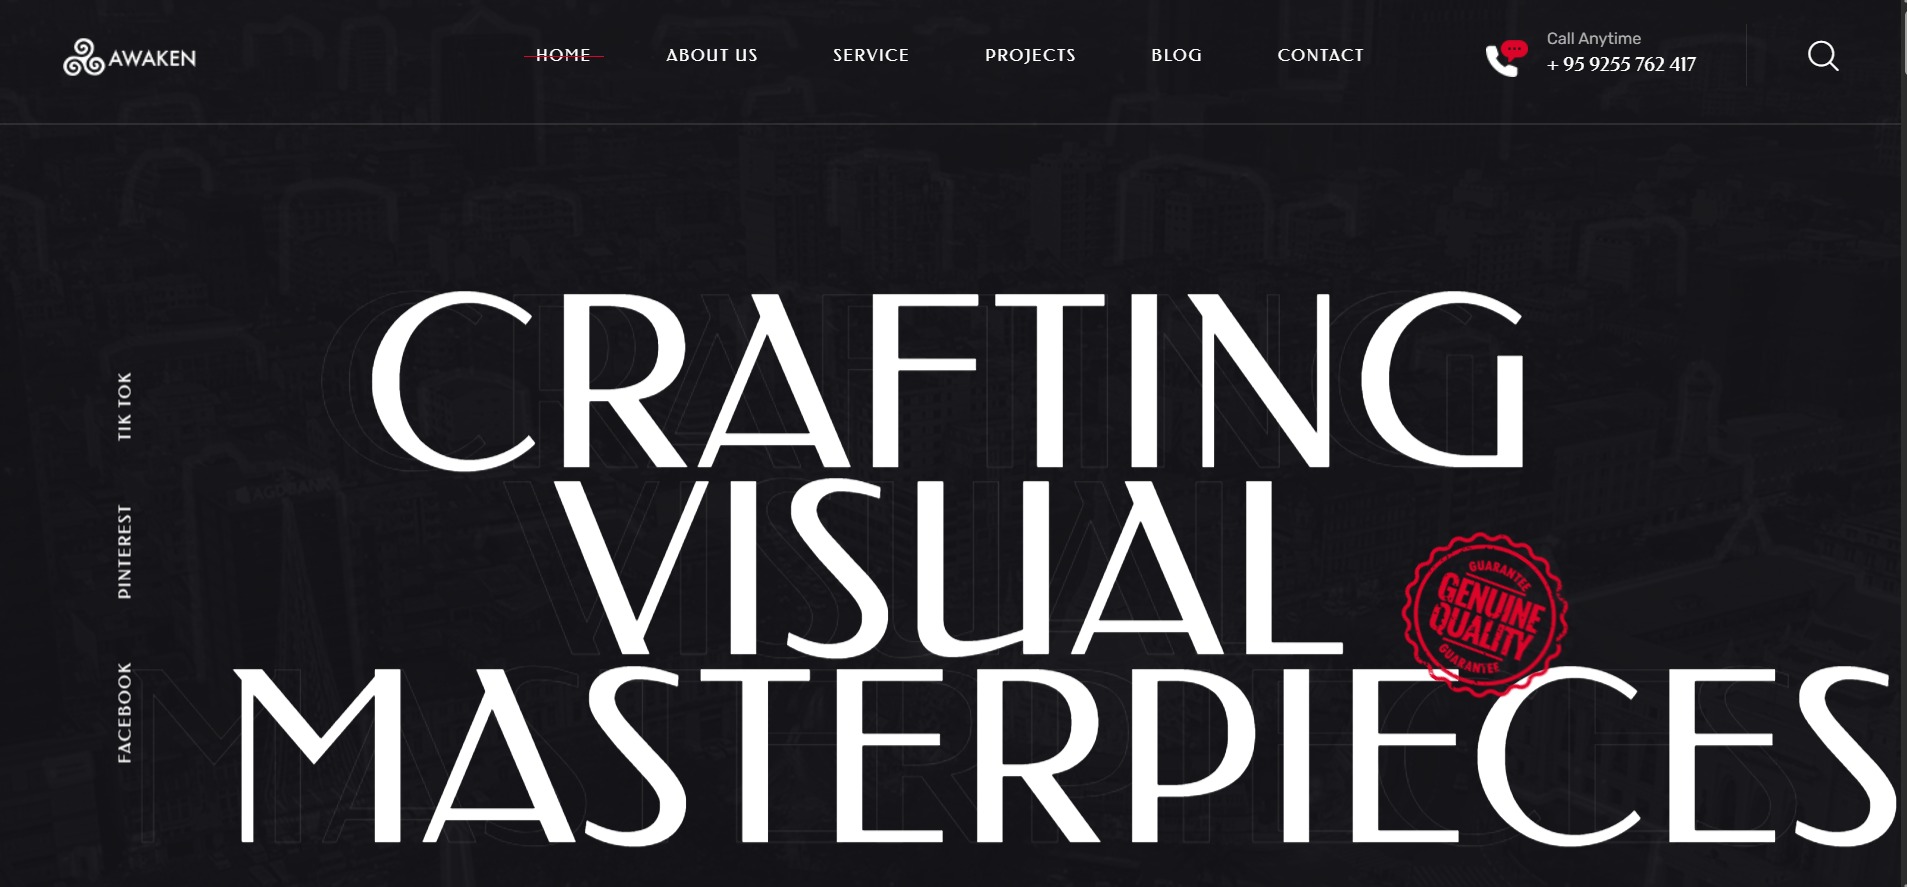 AWAKEN
HOME
ABOUT US
SERVICE
PROJECTS
BLOG
CONTACT
Call Anytime
+ 95 9255 762 417
CRAFTING
VISUAL
MASTERPIECES
TIK TOK
PINTEREST
FACEBOOK
GUARANTEE
GENUINE
QUALITY
GUARANTEE